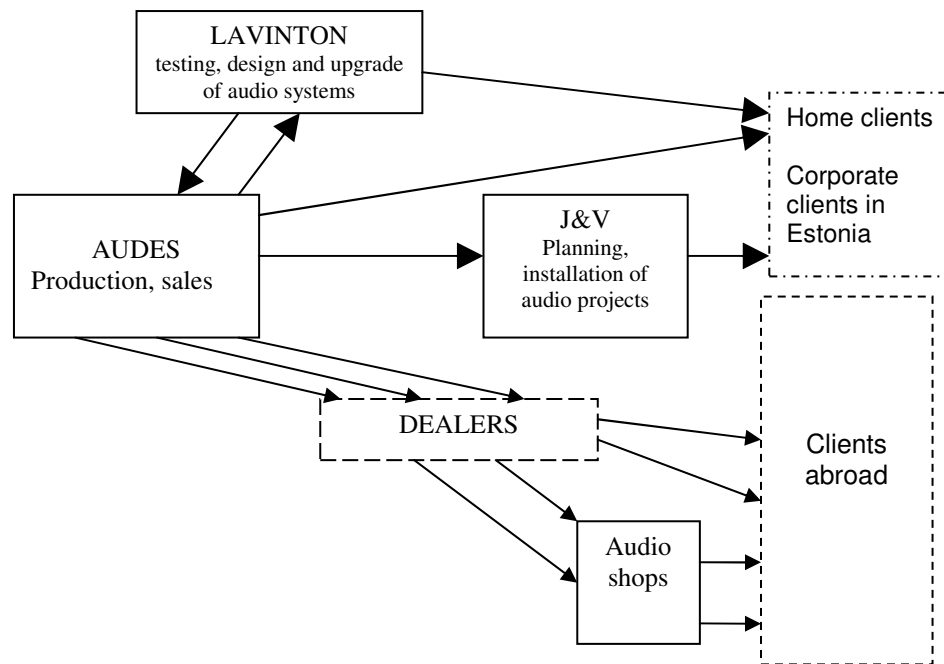 LAVINTON
testing, design and upgrade
of audio systems
Home clients
Corporate
clients in
Estonia
AUDES
Production, sales
J&V
Planning,
installation of
audio projects
DEALERS
Clients
abroad
Audio
shops